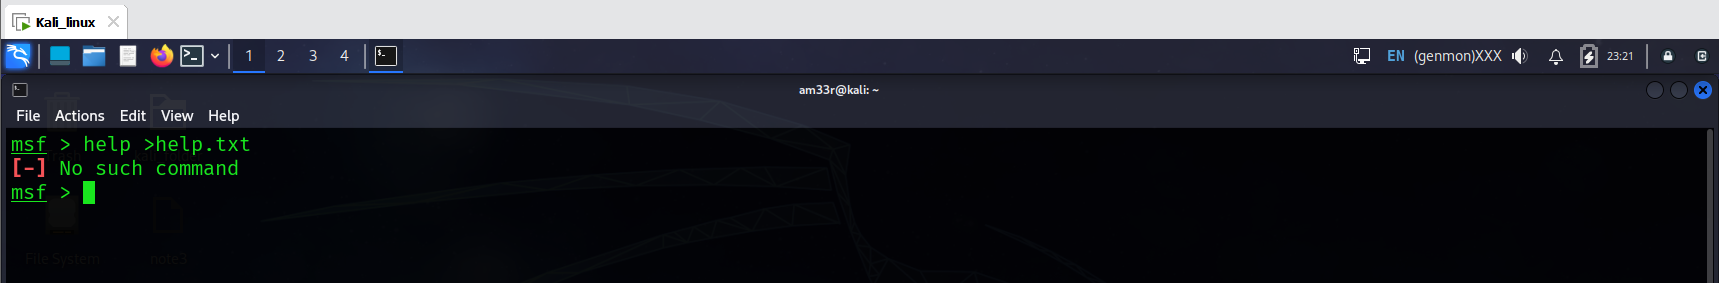 Kali_linux
1 2 3 4 EN (genmon)XXX 23:21
am33r@kali: ~
File Actions Edit View Help
msf > help >help.txt
[-] No such command
msf >
File System
note3